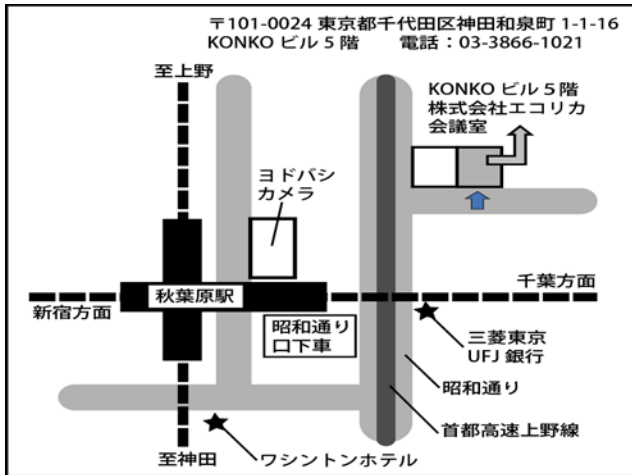 〒101-0024 東京都千代田区神田和泉町 1-1-16
KONKO ビル 5 階　　電話：03-3866-1021
至上野
KONKO ビル 5 階
株式会社エコリカ
会議室
ヨドバシ
カメラ
秋葉原駅
千葉方面
新宿方面
昭和通り
口下車
三菱東京
UFJ 銀行
昭和通り
首都高速上野線
至神田
ワシントンホテル